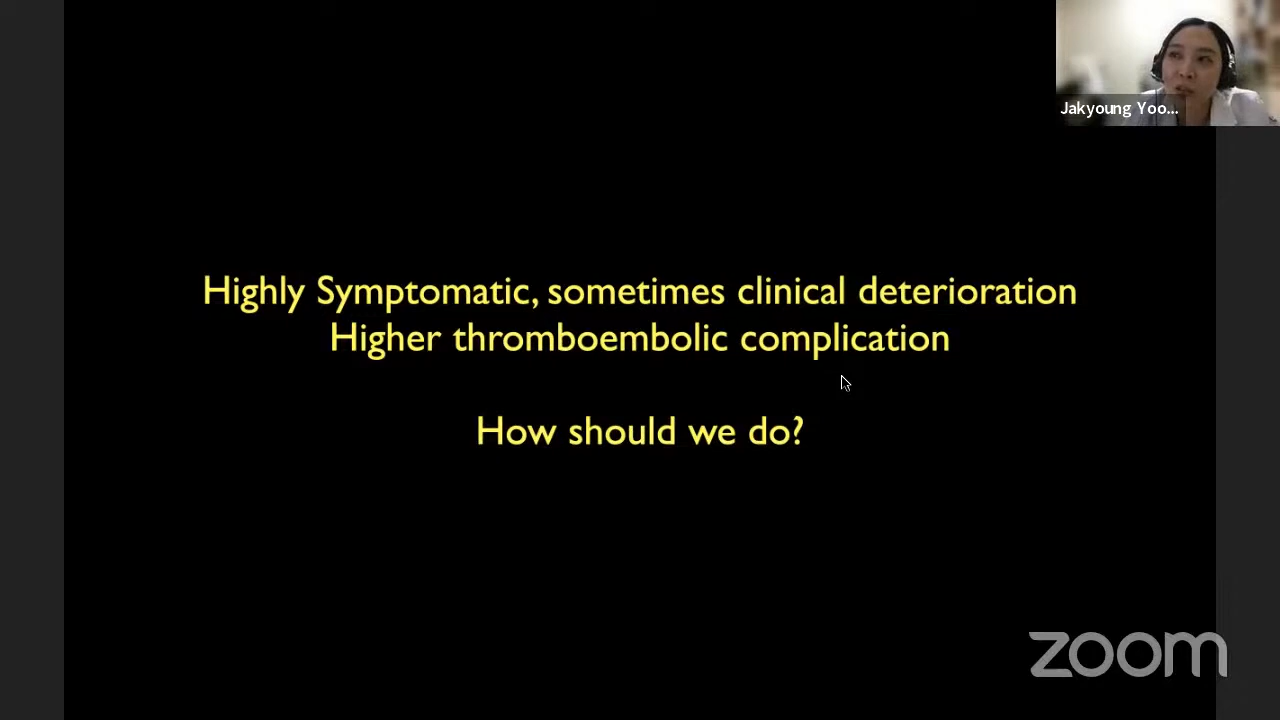 Jakyoung Yoo...
Highly Symptomatic, sometimes clinical deterioration
Higher thromboembolic complication
How should we do?
zoom